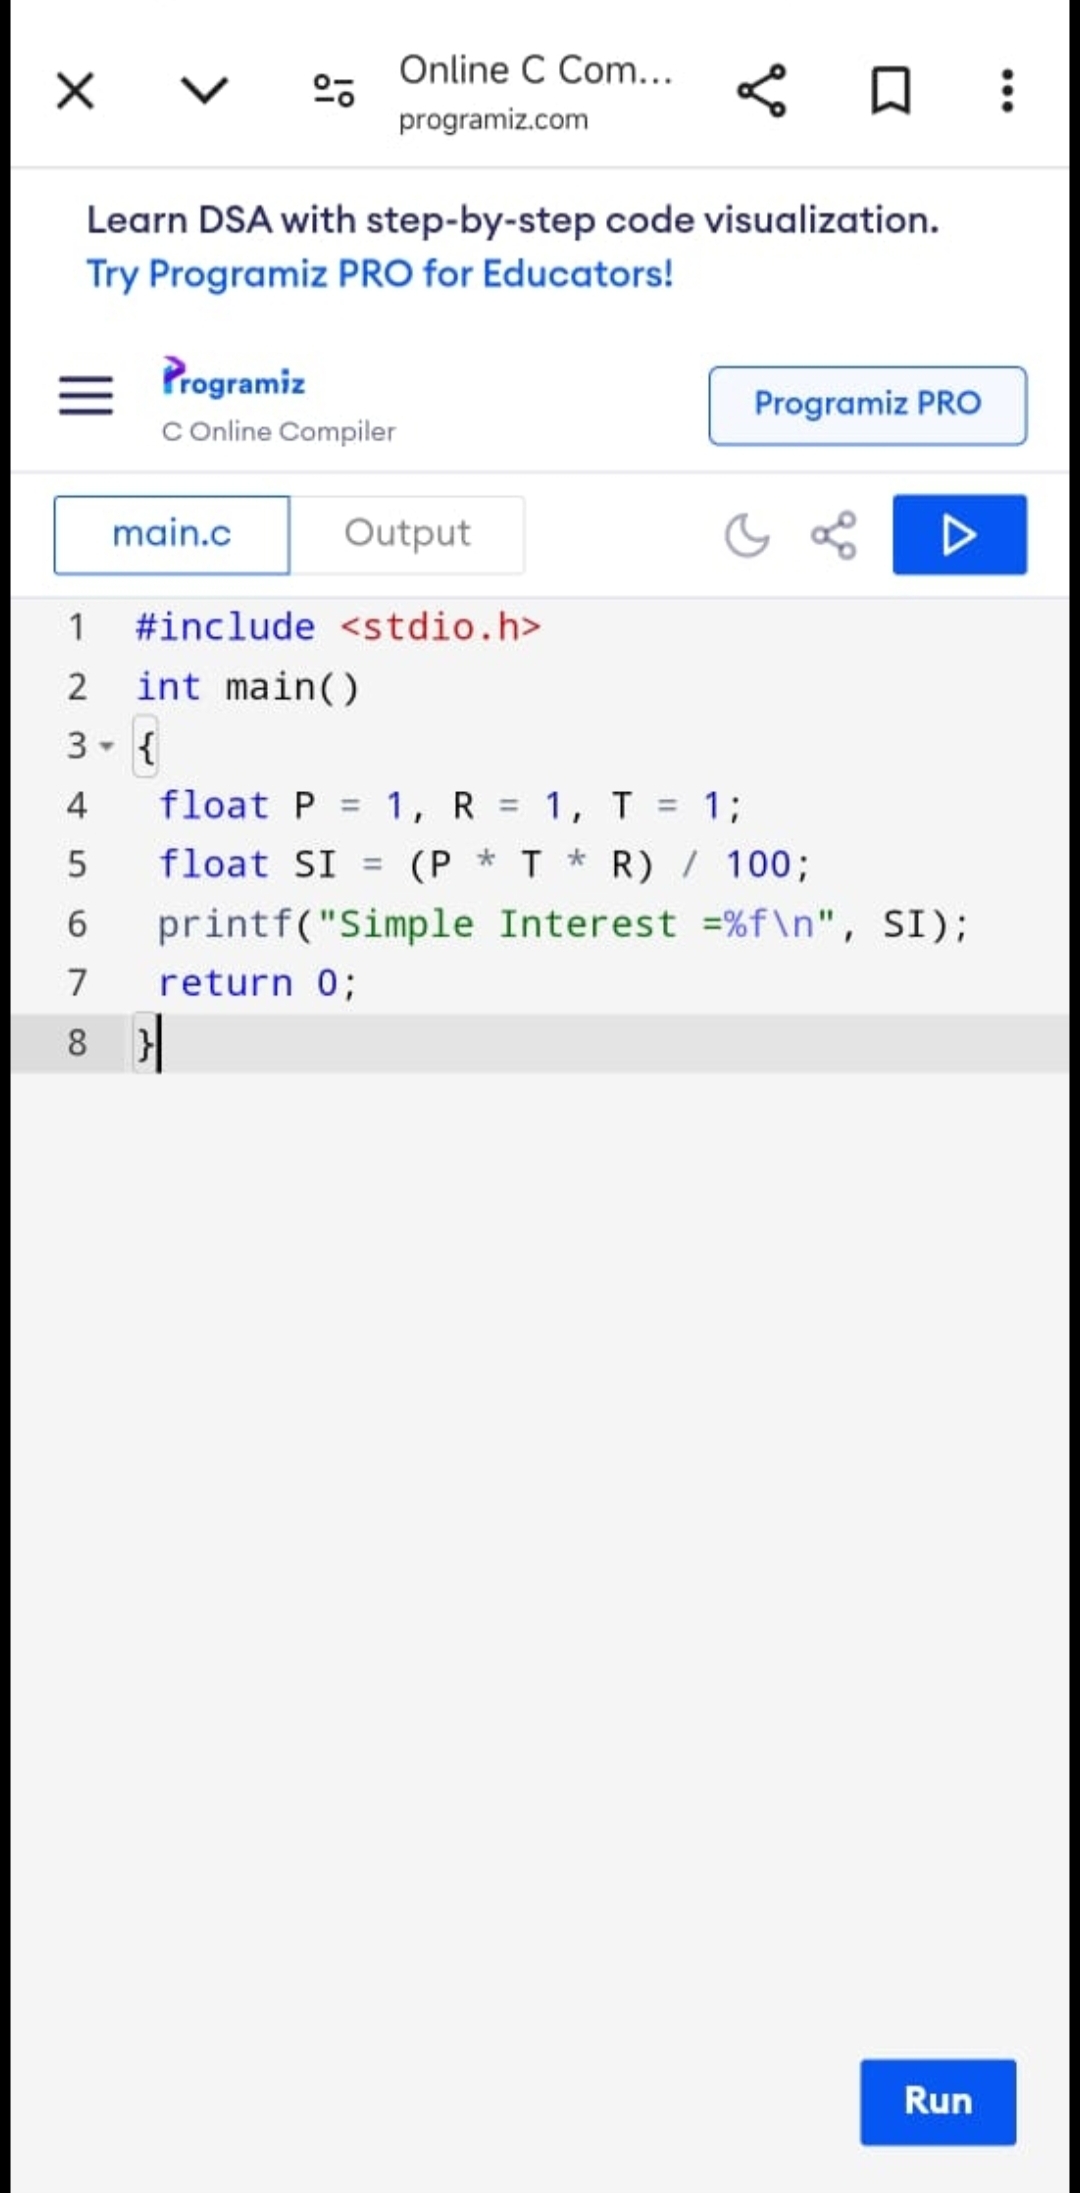 Online C Com...
programiz.com
Learn DSA with step-by-step code visualization.
Try Programiz PRO for Educators!
Programiz
C Online Compiler
Programiz PRO
main.c
Output
1 #include <stdio.h>
2 int main()
3 {
4 float P = 1, R = 1, T = 1;
5 float SI = (P * T * R) / 100;
6 printf("Simple Interest =%f\n", SI);
7 return 0;
8 }
Run